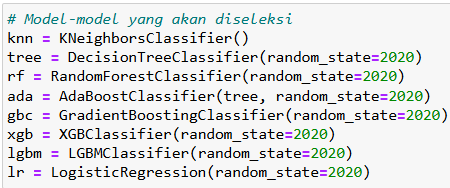 # Model-model yang akan diseleksi
knn = KNeighborsClassifier()
tree = DecisionTreeClassifier(random_state=2020)
rf = RandomForestClassifier(random_state=2020)
ada = AdaBoostClassifier(tree, random_state=2020)
gbc = GradientBoostingClassifier(random_state=2020)
xgb = XGBClassifier(random_state=2020)
lgbm = LGBMClassifier(random_state=2020)
lr = LogisticRegression(random_state=2020)